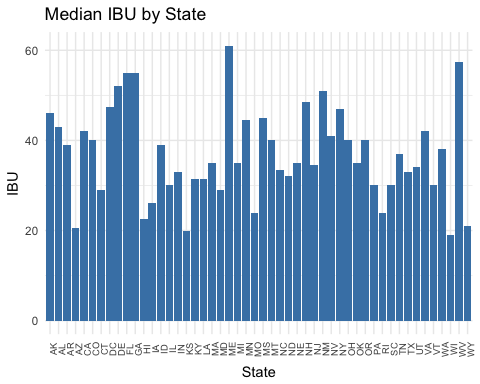 Median IBU by State
60
40
20
0
IBU
AK AL AR AZ CA CO CT DC DE FL GA HI IA ID IL IN KS KY LA MA MD ME MI MN MO MS MT NC ND NE NH NJ NM NV NY OH OK OR PA RI SC TN TX UT VA VT WA WI WV WY
State